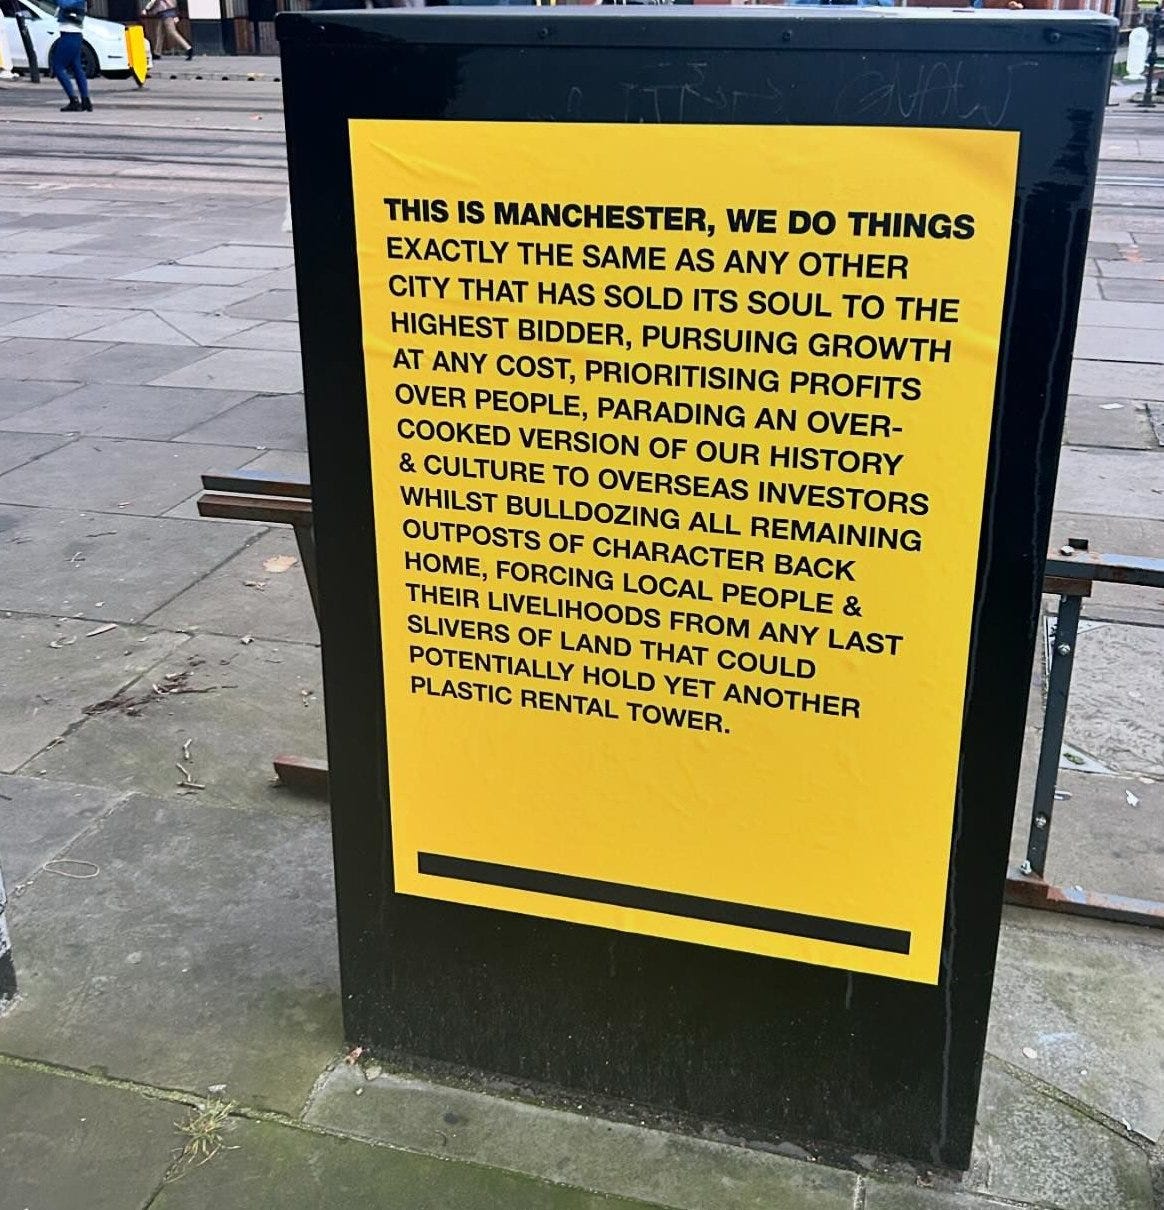 THIS IS MANCHESTER, WE DO THINGS
EXACTLY THE SAME AS ANY OTHER
CITY THAT HAS SOLD ITS SOUL TO THE
HIGHEST BIDDER, PURSUING GROWTH
AT ANY COST, PRIORITISING PROFITS
OVER PEOPLE, PARADING AN OVER-
COOKED VERSION OF OUR HISTORY
& CULTURE TO OVERSEAS INVESTORS
WHILST BULLDOZING ALL REMAINING
OUTPOSTS OF CHARACTER BACK
HOME, FORCING LOCAL PEOPLE &
THEIR LIVELIHOODS FROM ANY LAST
SLIVERS OF LAND THAT COULD
POTENTIALLY HOLD YET ANOTHER
PLASTIC RENTAL TOWER.